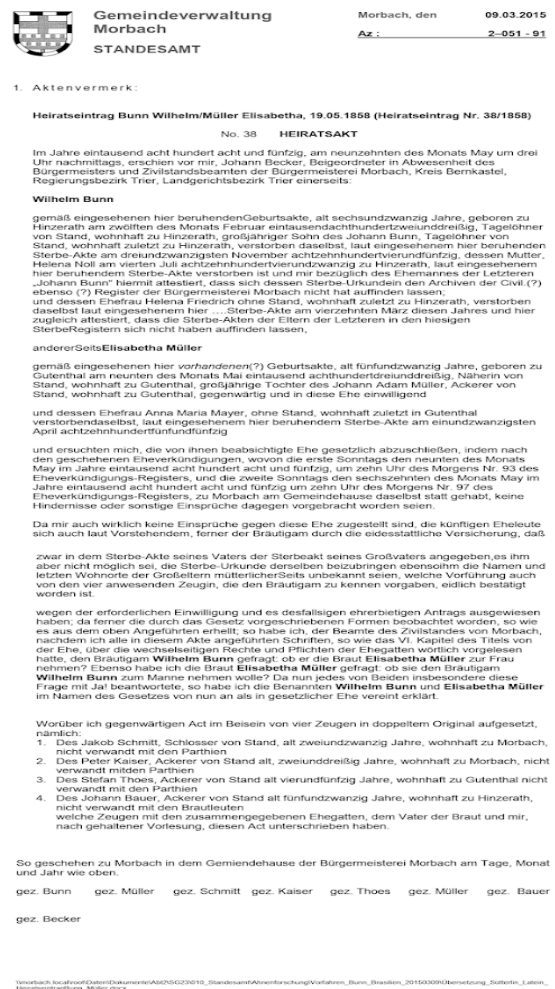 Gemeindeverwaltung
Morbach
STANDESAMT
Morbach, den 09.03.2015
Az : 2–051 - 91
1. Aktenvermerk:
Heiratseintrag Bunn Wilhelm/Müller Elisabetha, 19.05.1858 (Heiratseintrag Nr. 38/1858)
No. 38 HEIRATSAKT
Im Jahre eintausend acht hundert acht und fünfzig, am neunzehnten des Monats May um drei
Uhr nachmittags, erschien vor mir, Johann Becker, Beigeordneter in Abwesenheit des
Bürgermeisters und Zivilstandsbeamten der Bürgermeisterei Morbach, Kreis Bernkastel,
Regierungsbezirk Trier, Landgerichtsbezirk Trier einerseits:
Wilhelm Bunn
gemäß eingesehenen hier beruhendenGeburtsakte, alt sechsundzwanzig Jahre, geboren zu
Hinzerath am zwölften des Monats Februar eintausendachthundertzweiunddreißig, Tagelöhner
von Stand, wohnhaft zu Hinzerath, großjähriger Sohn des Johann Bunn, Tagelöhner von
Stand, wohnhaft zuletzt zu Hinzerath, verstorben daselbst, laut eingesehenem hier beruhenden
Sterbe-Akte am dreiundzwanzigsten November achtzehnhundertvierundfünfzig, dessen Mutter,
Helena Noll am vierten Juli achtzehnhundertvierundzwanzig zu Hinzerath, laut eingesehenem
hier beruhendem Sterbe-Akte verstorben ist und mir bezüglich des Ehemannes der Letzteren
„Johann Bunn" hiermit attestiert, dass sich dessen Sterbe-Urkundein den Archiven der Civil.(?)
ebenso (?) Register der Bürgermeisterei Morbach nicht hat auffinden lassen;
und dessen Ehefrau Helena Friedrich ohne Stand, wohnhaft zuletzt zu Hinzerath, verstorben
daselbst laut eingesehenem hier ….Sterbe-Akte am vierzehnten März diesen Jahres und hier
zugleich attestiert, dass die Sterbe-Akten der Eltern der Letzteren in den hiesigen
SterbeRegistern sich nicht haben auffinden lassen,
andererSeitsElisabetha Müller
gemäß eingesehenen hier vorhandenen(?) Geburtsakte, alt fünfundzwanzig Jahre, geboren zu
Gutenthal am neunten des Monats Mai eintausend achthundertdreiunddreißig, Näherin von
Stand, wohnhaft zu Gutenthal, großjährige Tochter des Johann Adam Müller, Ackerer von
Stand, wohnhaft zu Gutenthal, gegenwärtig und in diese Ehe einwilligend
und dessen Ehefrau Anna Maria Mayer, ohne Stand, wohnhaft zuletzt in Gutenthal
verstorbendaselbst, laut eingesehenem hier beruhendem Sterbe-Akte am einundzwanzigsten
April achtzehnhundertfünfundfünfzig
und ersuchten mich, die von ihnen beabsichtigte Ehe gesetzlich abzuschließen, indem nach
den geschehenen Eheverkündigungen, wovon die erste Sonntags den neunten des Monats
May im Jahre eintausend acht hundert acht und fünfzig, um zehn Uhr des Morgens Nr. 93 des
Eheverkündigungs-Registers, und die zweite Sonntags den sechszehnten des Monats May im
Jahre eintausend acht hundert acht und fünfzig um zehn Uhr des Morgens Nr. 97 des
Eheverkündigungs-Registers, zu Morbach am Gemeindehause daselbst statt gehabt, keine
Hindernisse oder sonstige Einsprüche dagegen vorgebracht worden seien.
Da mir auch wirklich keine Einsprüche gegen diese Ehe zugestellt sind, die künftigen Eheleute
sich auch laut Vorstehendem, ferner der Bräutigam durch die eidesstattliche Versicherung, daß
zwar in dem Sterbe-Akte seines Vaters der Sterbeakt seines Großvaters angegeben,es ihm
aber nicht möglich sei, die Sterbe-Urkunde derselben beizubringen ebensoihm die Namen und
letzten Wohnorte der Großeltern mütterlicherSeits unbekannt seien, welche Vorführung auch
von den vier anwesenden Zeugin, die den Bräutigam zu kennen vorgaben, eidlich bestätigt
worden ist.
wegen der erforderlichen Einwilligung und es desfallsigen ehrerbietigen Antrags ausgewiesen
haben; da ferner die durch das Gesetz vorgeschriebenen Formen beobachtet worden, so wie
es aus dem oben Angeführten erhellt; so habe ich, der Beamte des Zivilstandes von Morbach,
nachdem ich alle in diesem Akte angeführten Schriften, so wie das VI. Kapitel des Titels von
der Ehe, über die wechselseitigen Rechte und Pflichten der Ehegatten wörtlich vorgelesen
hatte, den Bräutigam Wilhelm Bunn gefragt: ob er die Braut Elisabetha Müller zur Frau
nehmen? Ebenso habe ich die Braut Elisabetha Müller gefragt: ob sie den Bräutigam
Wilhelm Bunn zum Manne nehmen wolle? Da nun jedes von Beiden insbesondere diese
Frage mit Ja! beantwortete, so habe ich die Benannten Wilhelm Bunn und Elisabetha Müller
im Namen des Gesetzes von nun an als in gesetzlicher Ehe vereint erklärt.
Worüber ich gegenwärtigen Act im Beisein von vier Zeugen in doppeltem Original aufgesetzt,
nämlich:
1. Des Jakob Schmitt, Schlosser von Stand, alt zweiundzwanzig Jahre, wohnhaft zu Morbach,
nicht verwandt mit den Parthien
2. Des Peter Kaiser, Ackerer von Stand alt, zweiunddreißig Jahre, wohnhaft zu Morbach, nicht
verwandt mitden Parthien
3. Des Stefan Thoes, Ackerer von Stand alt vierundfünfzig Jahre, wohnhaft zu Gutenthal nicht
verwandt mit den Parthien
4. Des Johann Bauer, Ackerer von Stand alt fünfundzwanzig Jahre, wohnhaft zu Hinzerath,
nicht verwandt mit den Brautleuten
welche Zeugen mit den zusammengegebenen Ehegatten, dem Vater der Braut und mir,
nach gehaltener Vorlesung, diesen Act unterschrieben haben.
So geschehen zu Morbach in dem Gemiendehause der Bürgermeisterei Morbach am Tage, Monat
und Jahr wie oben.
gez. Bunn gez. Müller gez. Schmitt gez. Kaiser gez. Thoes gez. Müller gez. Bauer
gez. Becker